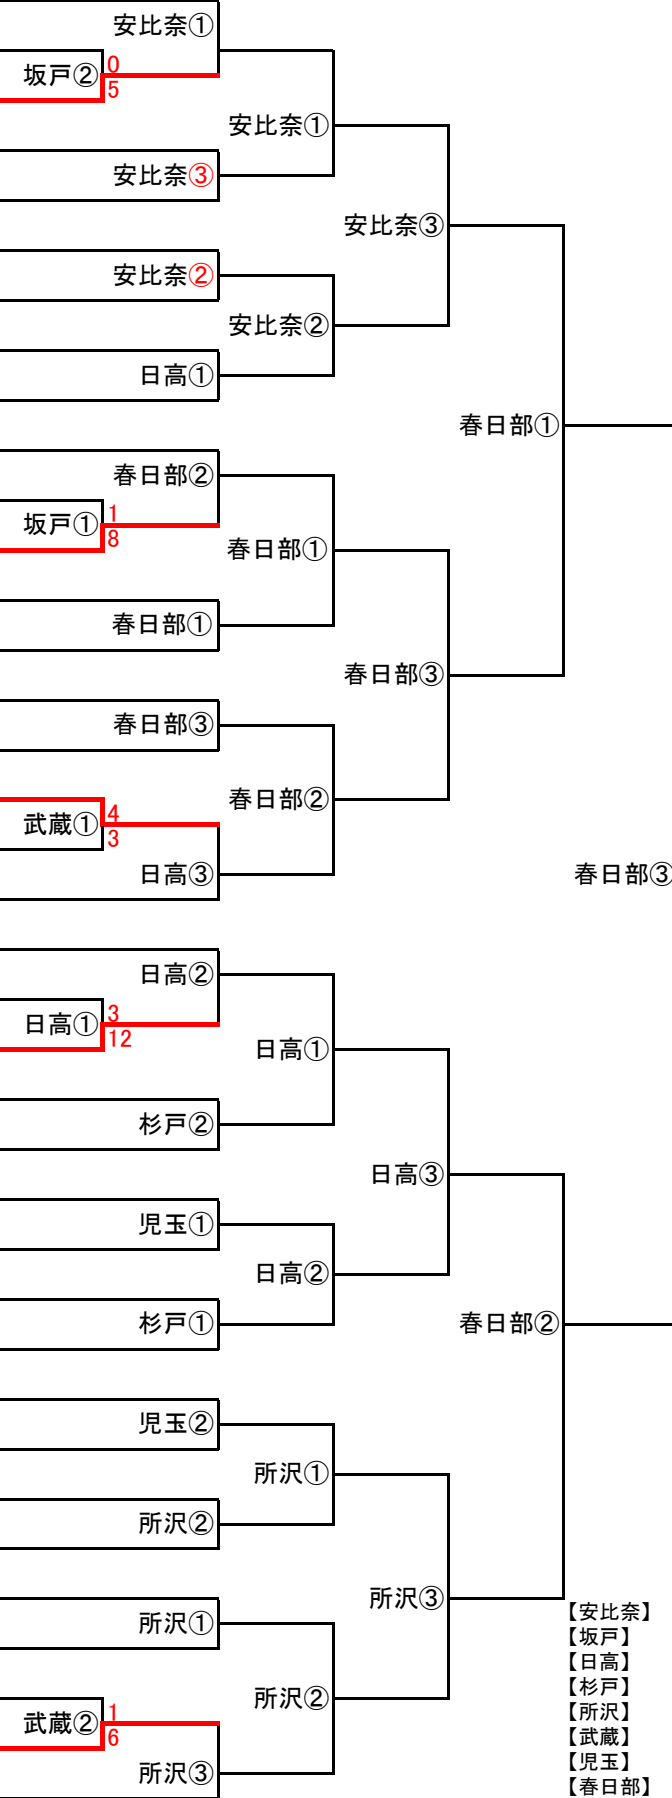 安比奈①
坂戸② 0
5
安比奈①
安比奈③
安比奈③
安比奈②
安比奈②
日高①
春日部①
春日部②
坂戸① 1
8
春日部①
春日部①
春日部③
春日部③
春日部②
武蔵① 4
3
日高③
春日部③
日高②
日高① 3
12
日高①
杉戸②
日高③
児玉①
日高②
杉戸①
春日部②
児玉②
所沢①
所沢②
所沢③
【安比奈】
所沢①
【坂戸】
【日高】
【杉戸】
所沢②
【所沢】
武蔵② 1
6
【武蔵】
【児玉】
所沢③
【春日部】